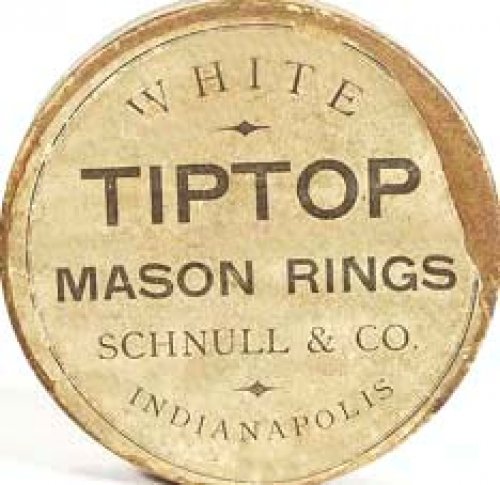 WHITE
TIPTOP
MASON RINGS
SCHNULL & CO.
INDIANAPOLIS